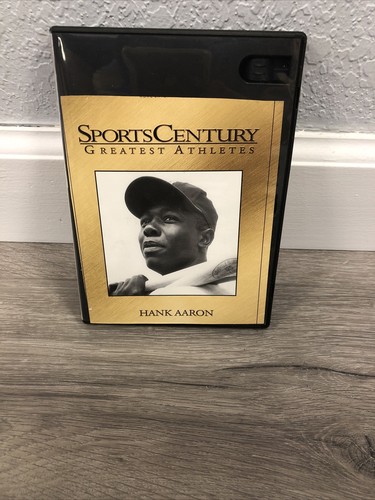 SPORTSCENTURY
GREATEST ATHLETES
HANK AARON